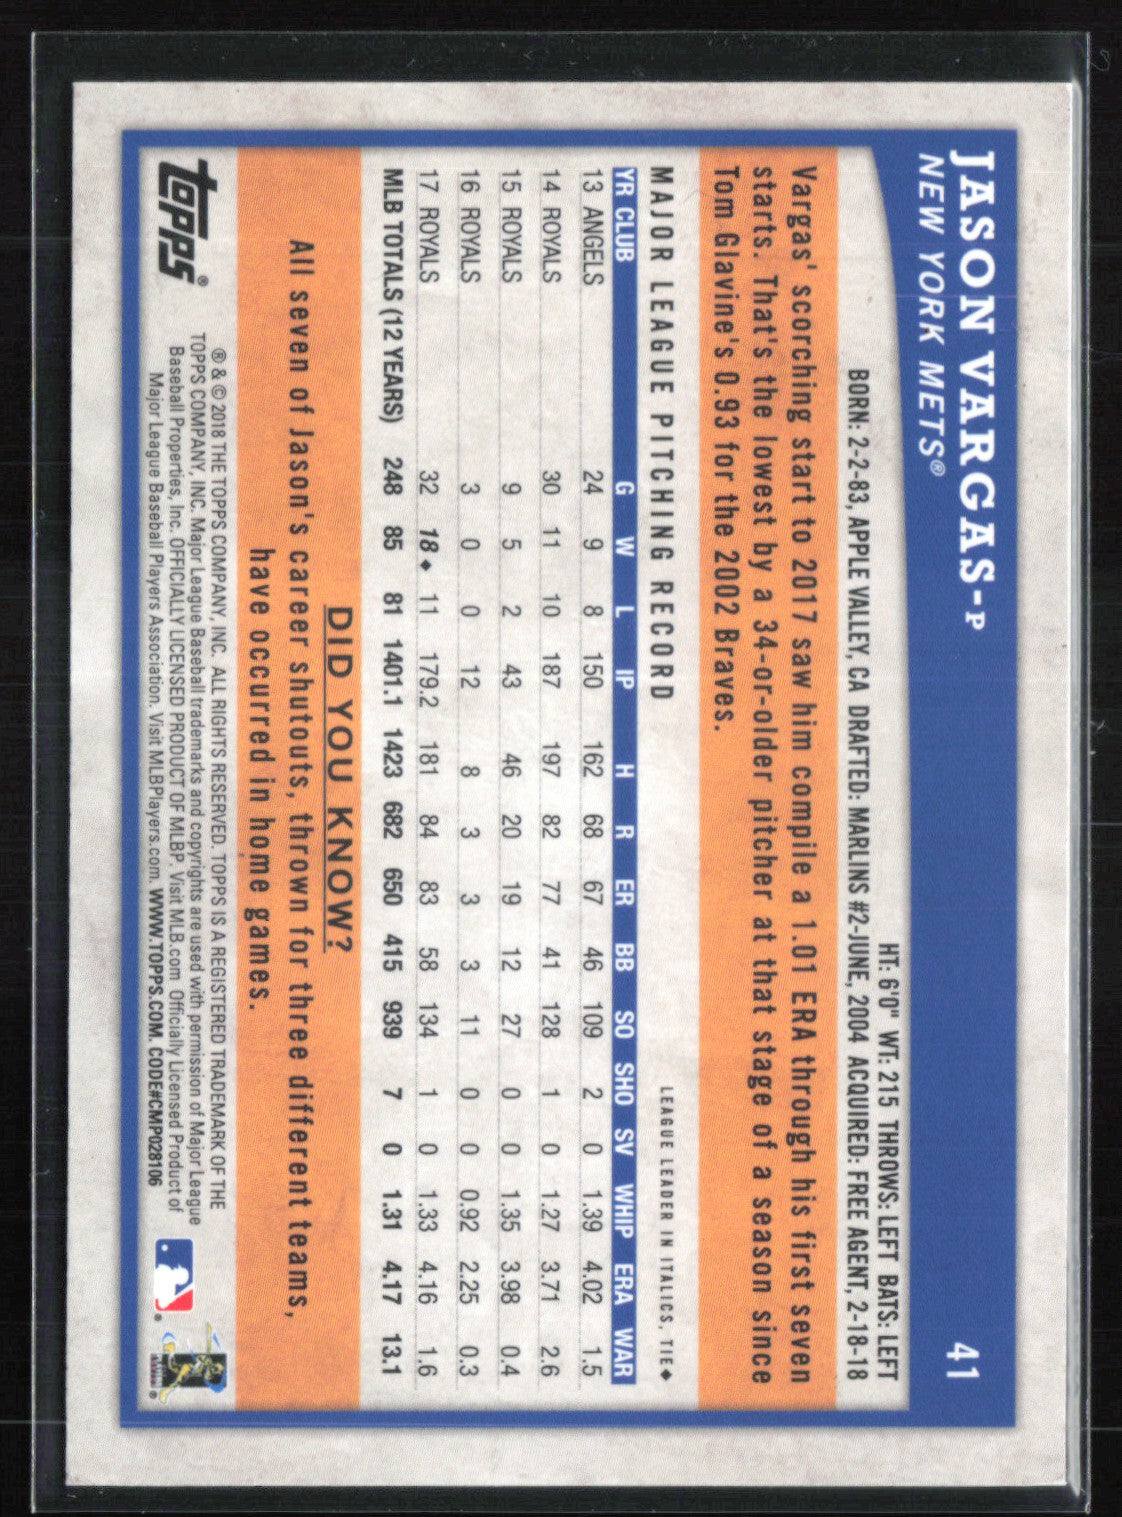 JASON VARGAS-P
41
NEW YORK METS®
HT: 6'0" WT: 215 THROWS: LEFT BATS: LEFT
BORN: 2-2-83, APPLE VALLEY, CA DRAFTED: MARLINS #2-JUNE, 2004 ACQUIRED: FREE AGENT, 2-18-18
Vargas' scorching start to 2017 saw him compile a 1.01 ERA through his first seven
starts. That's the lowest by a 34-or-older pitcher at that stage of a season since
Tom Glavine's 0.93 for the 2002 Braves.
MAJOR LEAGUE PITCHING RECORD LEAGUE LEADER IN ITALICS, TIE◆
YR CLUB G W L IP H R ER BB SO SHO SV WHIP ERA WAR
13 ANGELS 24 9 8 150 162 68 67 46 109 2 0 1.39 4.02 1.5
14 ROYALS 30 11 10 187 197 82 77 41 128 1 0 1.27 3.71 2.6
15 ROYALS 9 5 2 43 46 20 19 12 27 0 0 1.35 3.98 0.4
16 ROYALS 3 0 0 12 8 3 3 3 11 0 0 0.92 2.25 0.3
17 ROYALS 32 18◆ 11 179.2 181 84 83 58 134 1 0 1.33 4.16 1.6
MLB TOTALS (12 YEARS) 248 85 81 1401.1 1423 682 650 415 939 7 0 1.31 4.17 13.1
DID YOU KNOW?
All seven of Jason's career shutouts, thrown for three different teams,
have occurred in home games.
topps®
® & © 2018 THE TOPPS COMPANY, INC. ALL RIGHTS RESERVED. TOPPS IS A REGISTERED TRADEMARK OF THE
TOPPS COMPANY, INC. Major League Baseball trademarks and copyrights are used with permission of Major League
Baseball Properties, Inc. OFFICIALLY LICENSED PRODUCT OF MLBP. Visit MLB.com Officially Licensed Product of
Major League Baseball Players Association. Visit MLBPlayers.com. WWW.TOPPS.COM. CODE#CMP028106